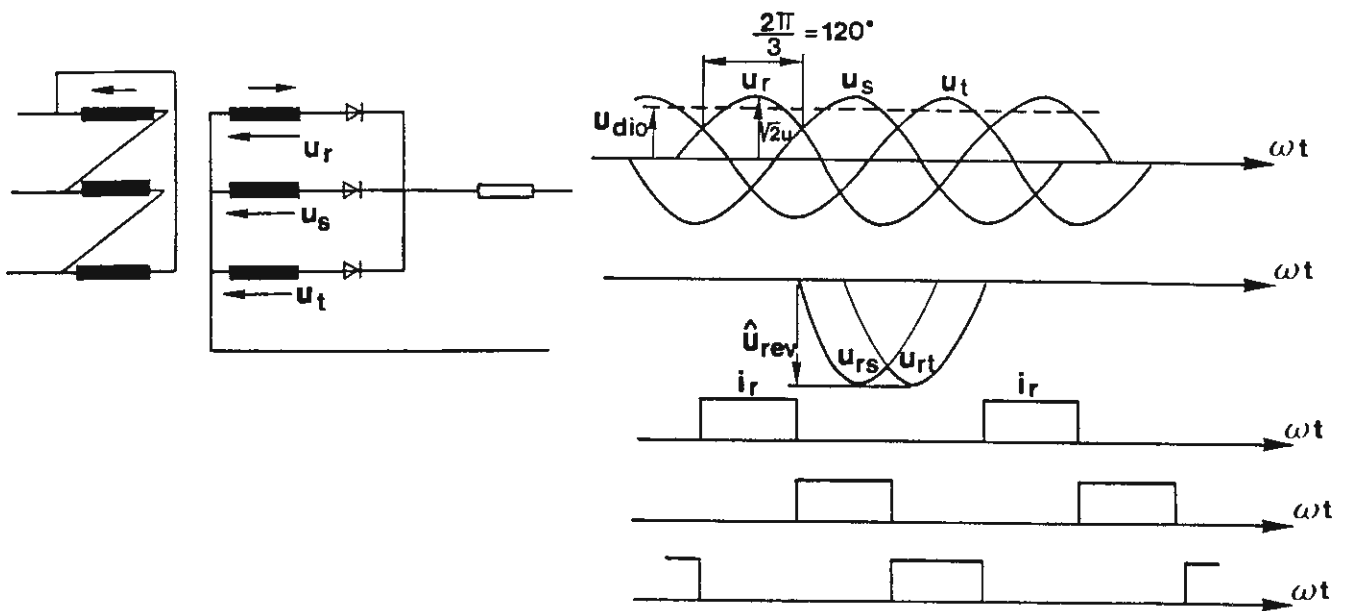 2π/3 = 120°
u_r u_s u_t
u_dio
√2u
ωt
u_r
u_s
u_t
ωt
û_rev
u_rs u_rt
i_r i_r
ωt
ωt
ωt